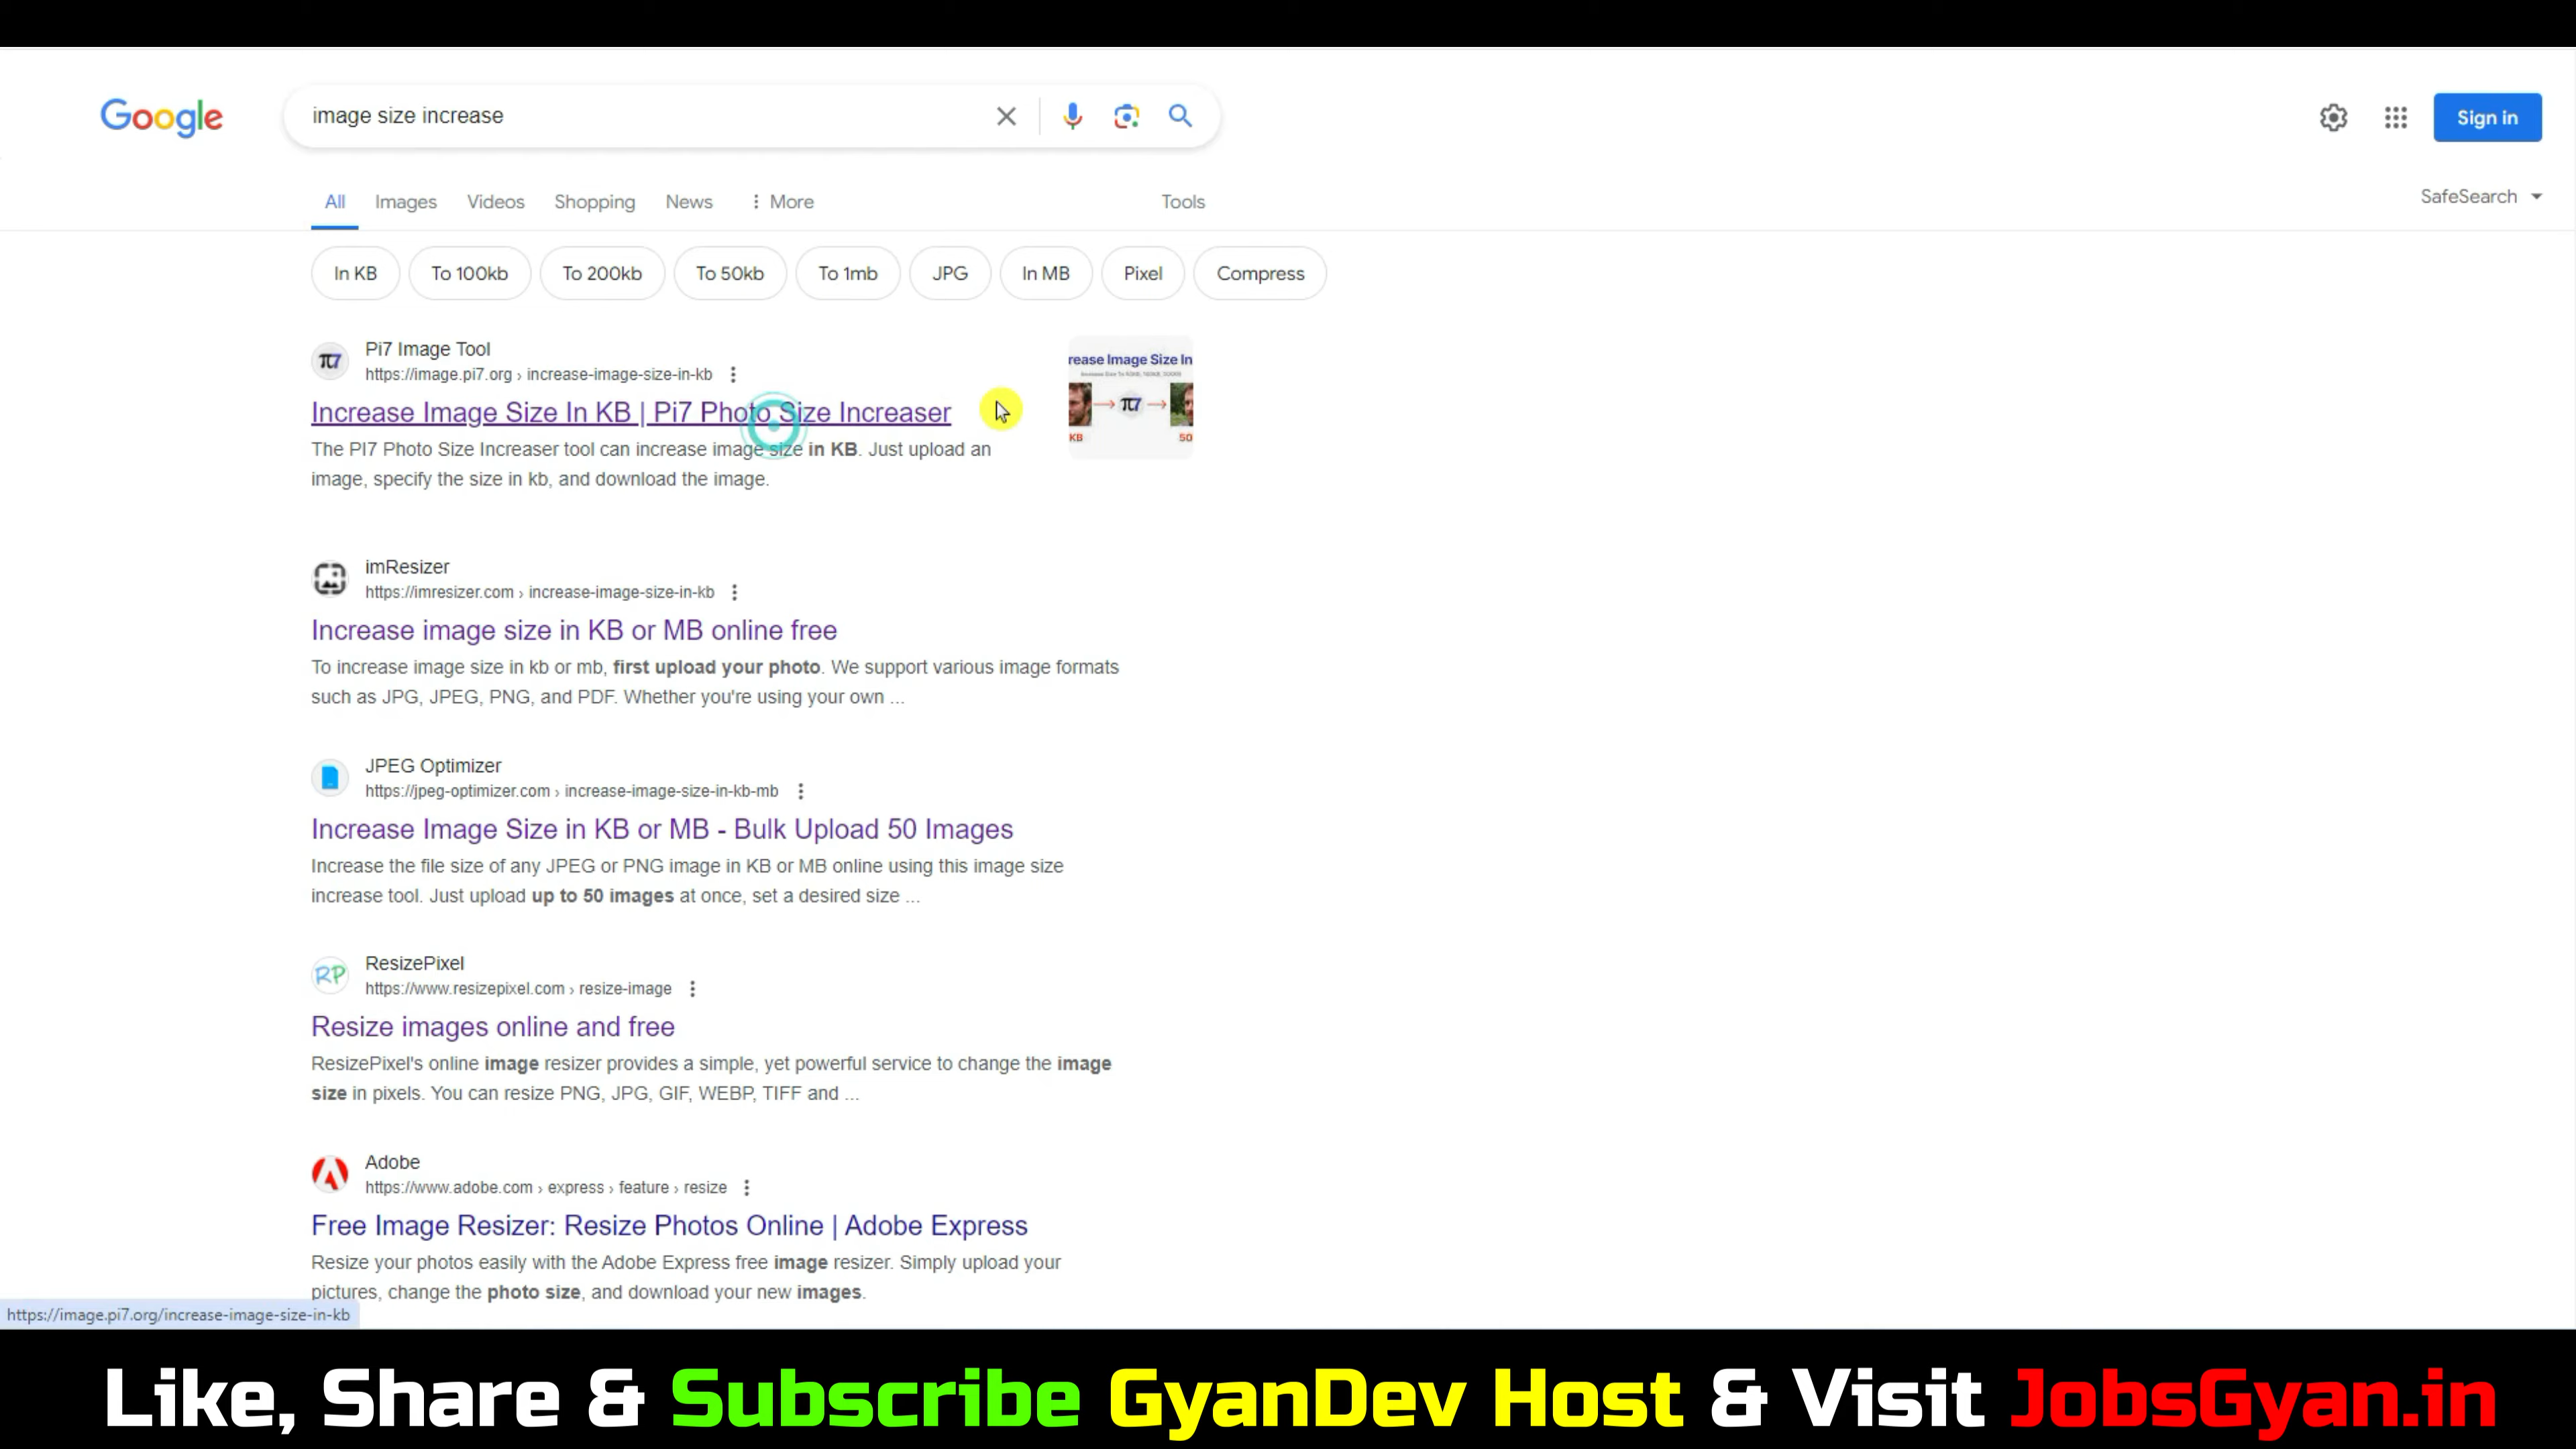 Google
image size increase
Sign in
All Images Videos Shopping News More Tools
SafeSearch
In KB To 100kb To 200kb To 50kb To 1mb JPG In MB Pixel Compress
π7
Pi7 Image Tool
https://image.pi7.org › increase-image-size-in-kb
Increase Image Size In KB | Pi7 Photo Size Increaser
The PI7 Photo Size Increaser tool can increase image size in KB. Just upload an
image, specify the size in kb, and download the image.
rease Image Size In
π7
KB 50
imResizer
https://imresizer.com › increase-image-size-in-kb
Increase image size in KB or MB online free
To increase image size in kb or mb, first upload your photo. We support various image formats
such as JPG, JPEG, PNG, and PDF. Whether you're using your own ...
JPEG Optimizer
https://jpeg-optimizer.com › increase-image-size-in-kb-mb
Increase Image Size in KB or MB - Bulk Upload 50 Images
Increase the file size of any JPEG or PNG image in KB or MB online using this image size
increase tool. Just upload up to 50 images at once, set a desired size ...
RP
ResizePixel
https://www.resizepixel.com › resize-image
Resize images online and free
ResizePixel's online image resizer provides a simple, yet powerful service to change the image
size in pixels. You can resize PNG, JPG, GIF, WEBP, TIFF and ...
Adobe
https://www.adobe.com › express › feature › resize
Free Image Resizer: Resize Photos Online | Adobe Express
Resize your photos easily with the Adobe Express free image resizer. Simply upload your
pictures, change the photo size, and download your new images.
https://image.pi7.org/increase-image-size-in-kb
Like, Share & Subscribe GyanDev Host & Visit JobsGyan.in